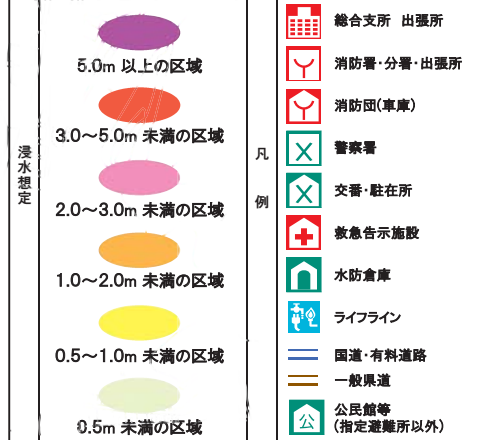 浸水想定
5.0m 以上の区域
3.0〜5.0m 未満の区域
2.0〜3.0m 未満の区域
1.0〜2.0m 未満の区域
0.5〜1.0m 未満の区域
0.5m 未満の区域
凡例
総合支所 出張所
消防署・分署・出張所
消防団(車庫)
警察署
交番・駐在所
救急告示施設
水防倉庫
ライフライン
国道・有料道路
一般県道
公
公民館等
(指定避難所以外)